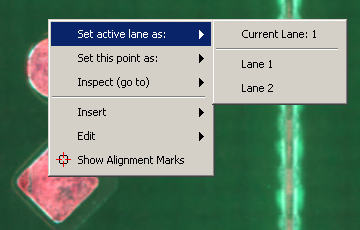 Set active lane as:
Set this point as:
Inspect (go to)
Insert
Edit
Show Alignment Marks
Current Lane: 1
Lane 1
Lane 2